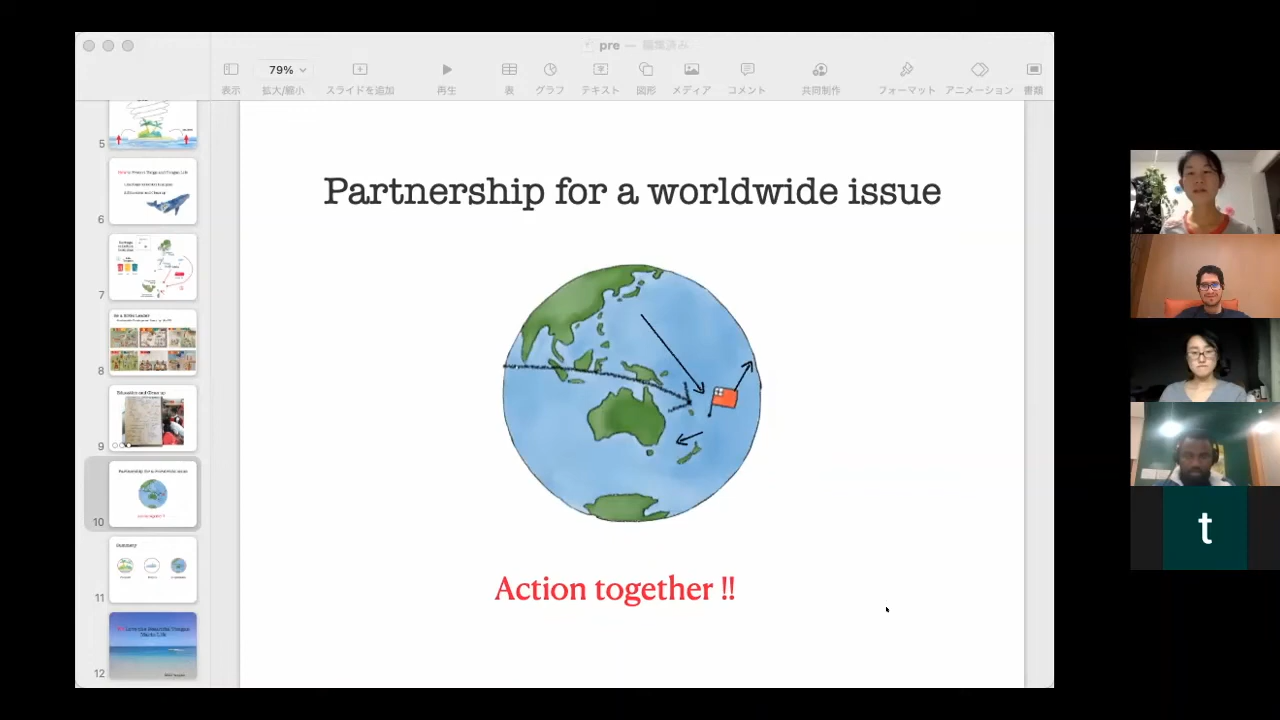 pre — 編集済み
79%
表示
拡大/縮小
スライドを追加
再生
表
グラフ
テキスト
図形
メディア
コメント
共同制作
フォーマット
アニメーション
書類
5
6
7
8
9
10
11
12
Partnership for a worldwide issue
Action together !!
Summary
t